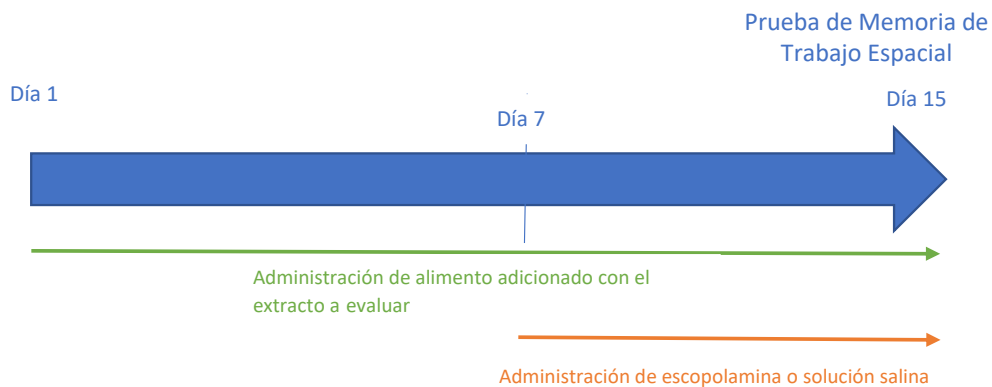 Prueba de Memoria de
Trabajo Espacial
Día 1
Día 15
Día 7
Administración de alimento adicionado con el
extracto a evaluar
Administración de escopolamina o solución salina